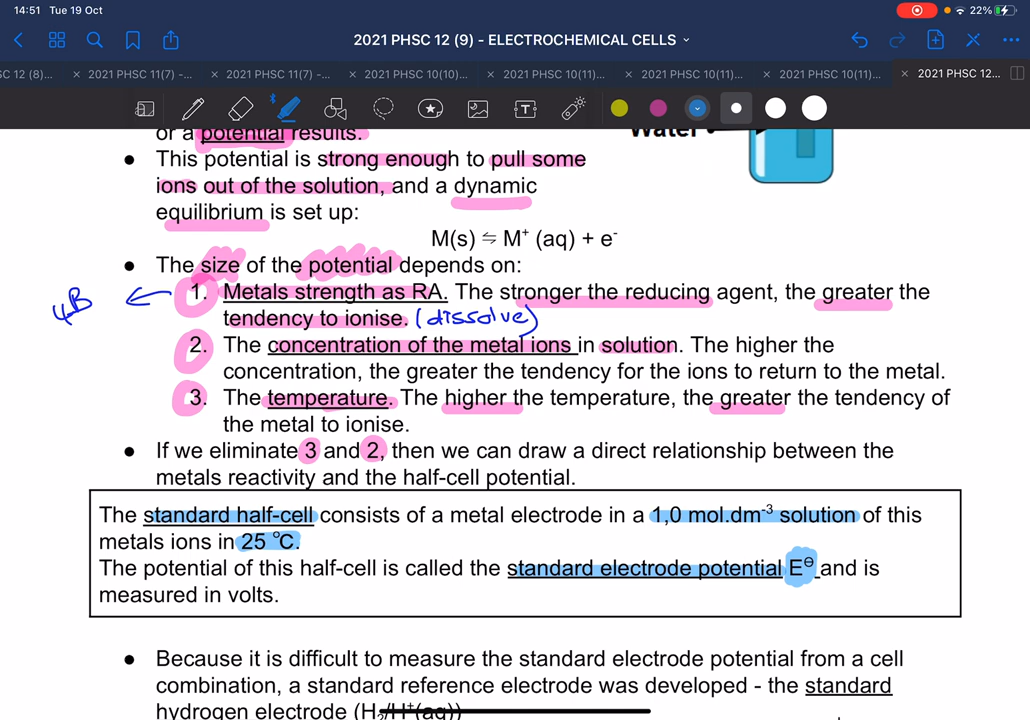 14:51 Tue 19 Oct
22%
2021 PHSC 12 (9) - ELECTROCHEMICAL CELLS
SC 12 (8)... × 2021 PHSC 11(7) -... × 2021 PHSC 11(7) -... × 2021 PHSC 10(10)... × 2021 PHSC 10(11)... × 2021 PHSC 10(11)... × 2021 PHSC 10(11)... × 2021 PHSC 12...
or a potential results.
Water
• This potential is strong enough to pull some
ions out of the solution, and a dynamic
equilibrium is set up:
M(s) ⇋ M⁺ (aq) + e⁻
• The size of the potential depends on:
4B ← 1. Metals strength as RA. The stronger the reducing agent, the greater the
tendency to ionise. (dissolve)
2. The concentration of the metal ions in solution. The higher the
concentration, the greater the tendency for the ions to return to the metal.
3. The temperature. The higher the temperature, the greater the tendency of
the metal to ionise.
• If we eliminate 3 and 2, then we can draw a direct relationship between the
metals reactivity and the half-cell potential.
The standard half-cell consists of a metal electrode in a 1,0 mol.dm⁻³ solution of this
metals ions in 25 °C.
The potential of this half-cell is called the standard electrode potential E⊖ and is
measured in volts.
• Because it is difficult to measure the standard electrode potential from a cell
combination, a standard reference electrode was developed - the standard
hydrogen electrode (H₂/H⁺(aq))